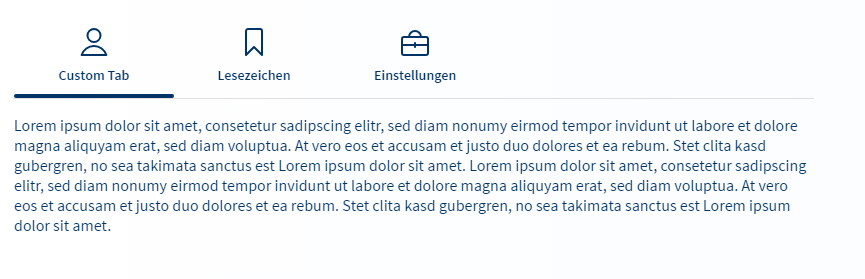 Custom Tab
Lesezeichen
Einstellungen
Lorem ipsum dolor sit amet, consetetur sadipscing elitr, sed diam nonumy eirmod tempor invidunt ut labore et dolore
magna aliquyam erat, sed diam voluptua. At vero eos et accusam et justo duo dolores et ea rebum. Stet clita kasd
gubergren, no sea takimata sanctus est Lorem ipsum dolor sit amet. Lorem ipsum dolor sit amet, consetetur sadipscing
elitr, sed diam nonumy eirmod tempor invidunt ut labore et dolore magna aliquyam erat, sed diam voluptua. At vero
eos et accusam et justo duo dolores et ea rebum. Stet clita kasd gubergren, no sea takimata sanctus est Lorem ipsum
dolor sit amet.